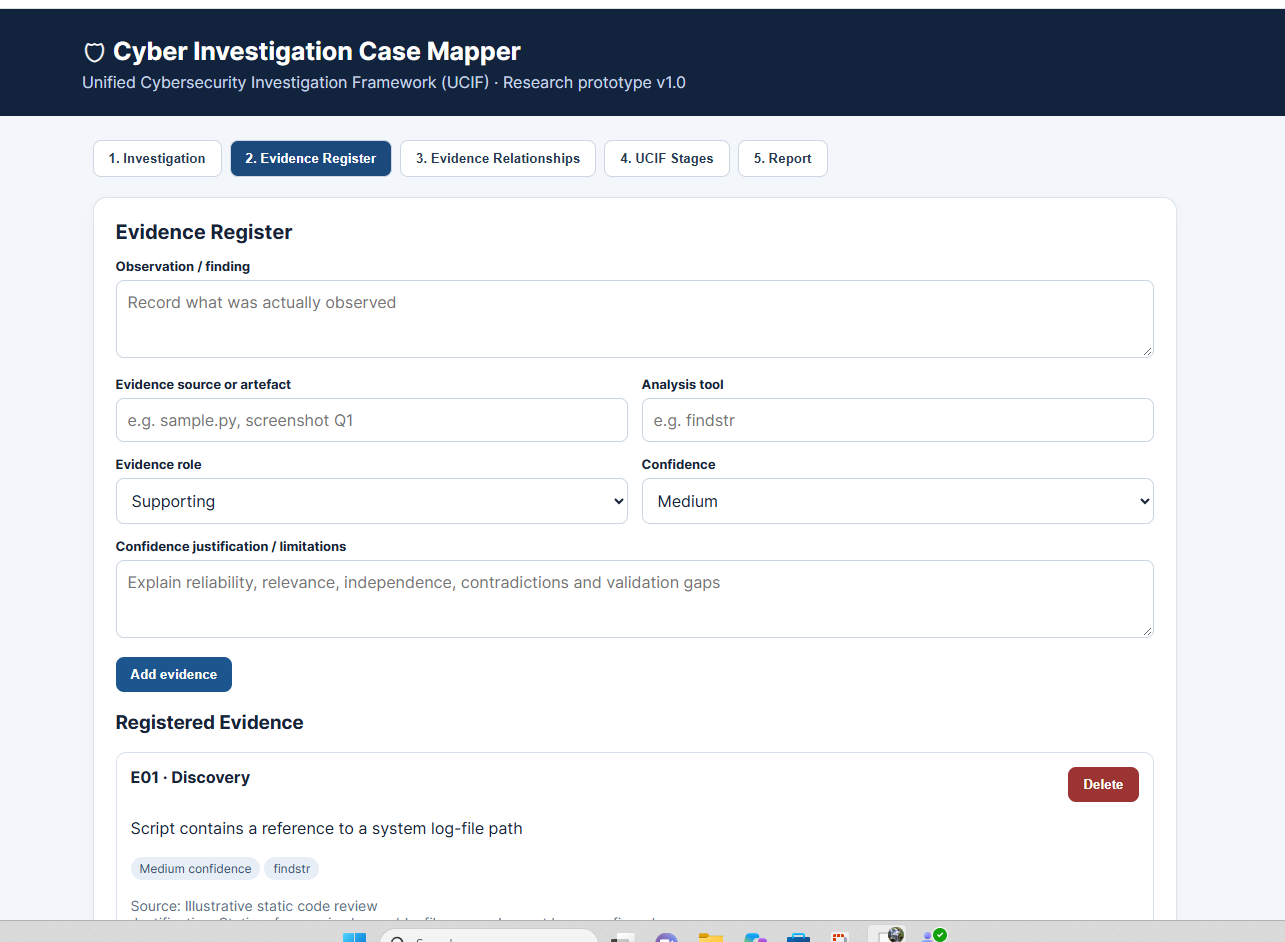 Cyber Investigation Case Mapper
Unified Cybersecurity Investigation Framework (UCIF) · Research prototype v1.0
1. Investigation
2. Evidence Register
3. Evidence Relationships
4. UCIF Stages
5. Report
Evidence Register
Observation / finding
Record what was actually observed
Evidence source or artefact
Analysis tool
e.g. sample.py, screenshot Q1
e.g. findstr
Evidence role
Confidence
Supporting
Medium
Confidence justification / limitations
Explain reliability, relevance, independence, contradictions and validation gaps
Add evidence
Registered Evidence
E01 · Discovery
Delete
Script contains a reference to a system log-file path
Medium confidence
findstr
Source: Illustrative static code review